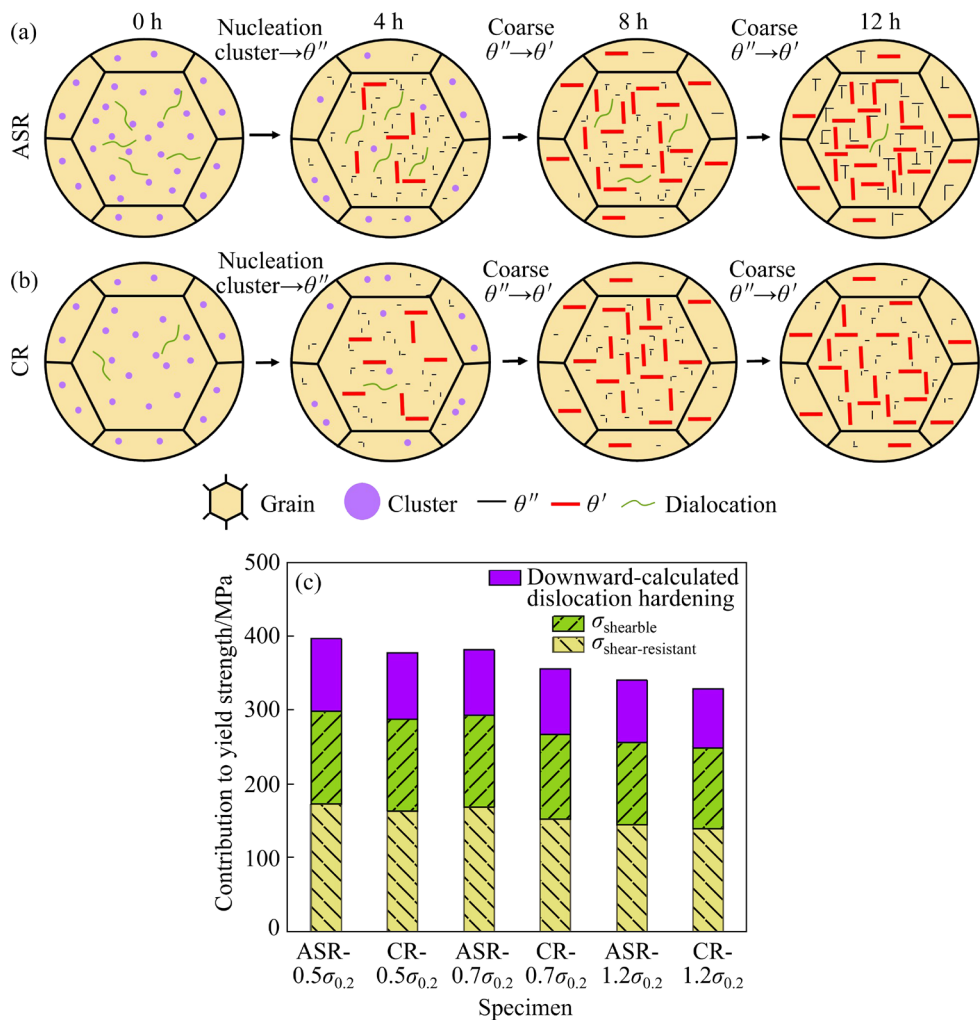 (a)
0 h
Nucleation
cluster→θ″
4 h
Coarse
θ″→θ′
8 h
Coarse
θ″→θ′
12 h
ASR
(b)
Nucleation
cluster→θ″
Coarse
θ″→θ′
Coarse
θ″→θ′
CR
Grain
Cluster
θ″
θ′
Dialocation
(c)
Downward-calculated
dislocation hardening
σshearble
σshear-resistant
Contribution to yield strength/MPa
500
400
300
200
100
0
ASR-
0.5σ0.2
CR-
0.5σ0.2
ASR-
0.7σ0.2
CR-
0.7σ0.2
ASR-
1.2σ0.2
CR-
1.2σ0.2
Specimen